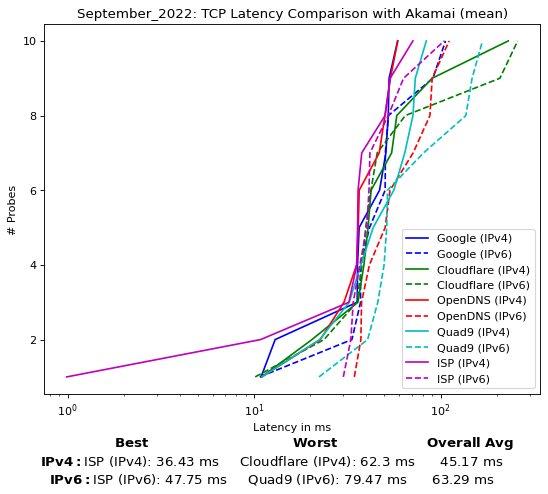 September_2022: TCP Latency Comparison with Akamai (mean)
10
8
6
4
2
# Probes
10⁰
10¹
10²
Latency in ms
Google (IPv4)
Google (IPv6)
Cloudflare (IPv4)
Cloudflare (IPv6)
OpenDNS (IPv4)
OpenDNS (IPv6)
Quad9 (IPv4)
Quad9 (IPv6)
ISP (IPv4)
ISP (IPv6)
Best Worst Overall Avg
IPv4: ISP (IPv4): 36.43 ms Cloudflare (IPv4): 62.3 ms 45.17 ms
IPv6: ISP (IPv6): 47.75 ms Quad9 (IPv6): 79.47 ms 63.29 ms